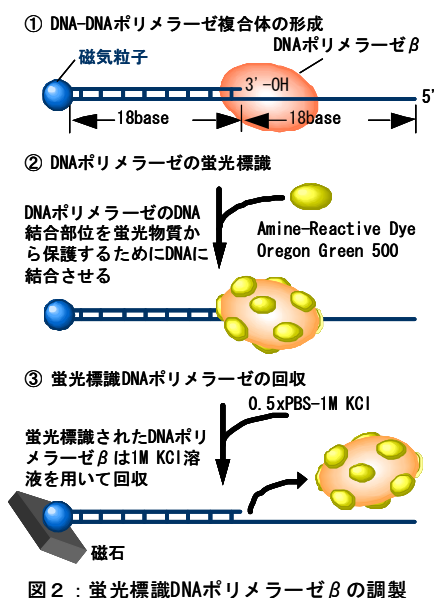 ① DNA-DNAポリメラーゼ複合体の形成
DNAポリメラーゼβ
磁気粒子
3'-OH
5'
18base
18base
② DNAポリメラーゼの蛍光標識
DNAポリメラーゼのDNA
結合部位を蛍光物質か
ら保護するためにDNAに
結合させる
Amine-Reactive Dye
Oregon Green 500
③ 蛍光標識DNAポリメラーゼの回収
0.5xPBS-1M KCl
蛍光標識されたDNAポリ
メラーゼβは1M KCl溶
液を用いて回収
磁石
図２：蛍光標識DNAポリメラーゼβの調製